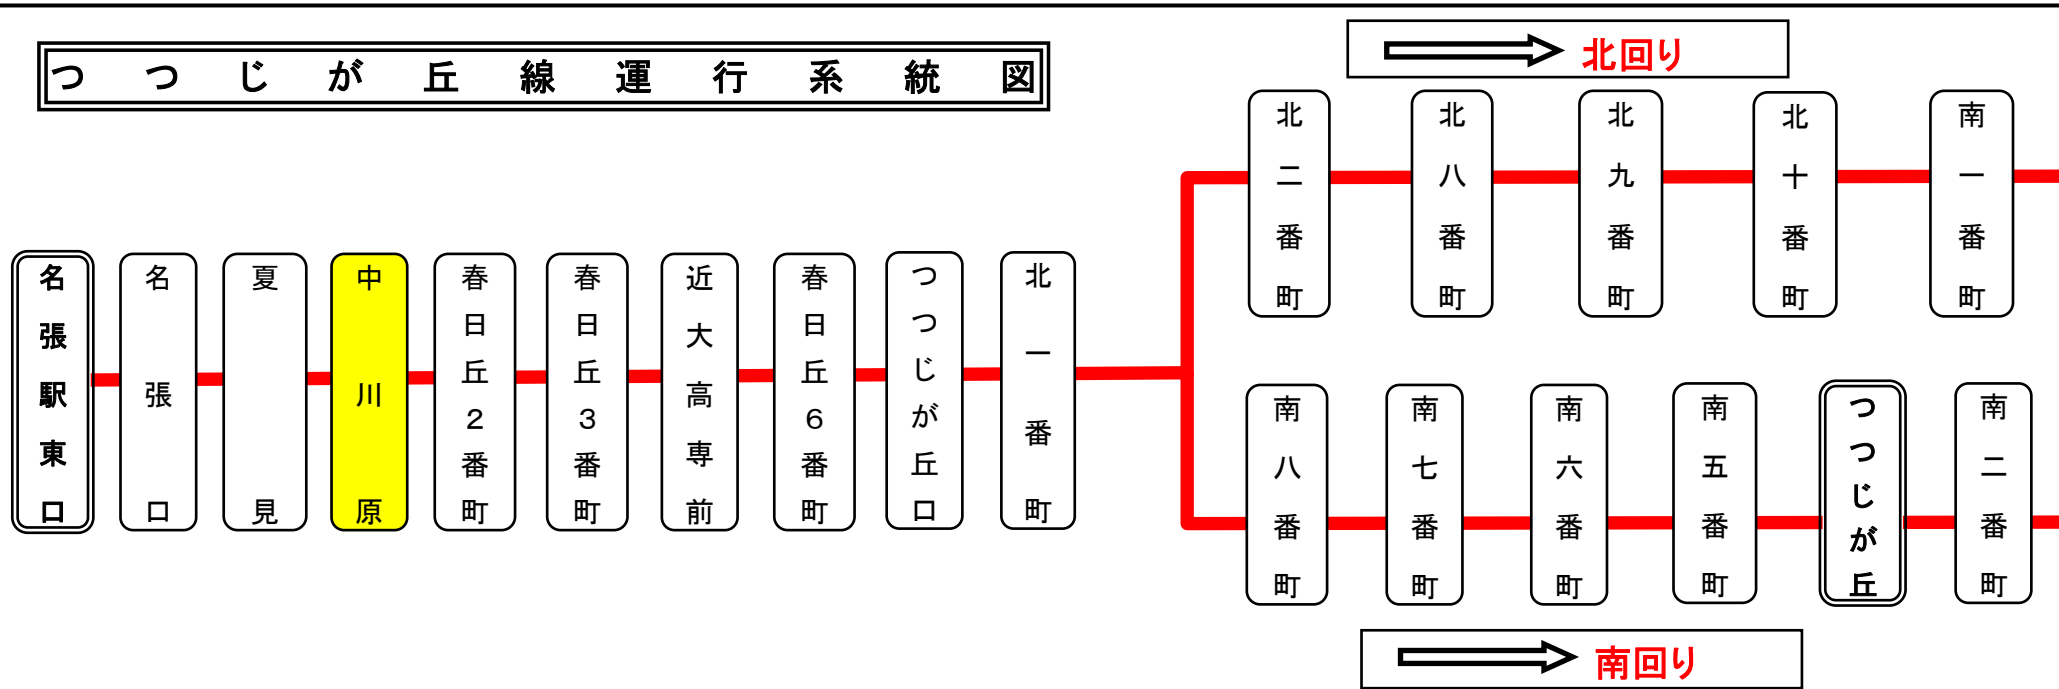 つつじが丘線運行系統図
北回り
北二番町
北八番町
北九番町
北十番町
南一番町
名張駅東口
名張口
夏見
中川原
春日丘2番町
春日丘3番町
近大高専前
春日丘6番町
つつじが丘口
北一番町
南八番町
南七番町
南六番町
南五番町
つつじが丘
南二番町
南回り